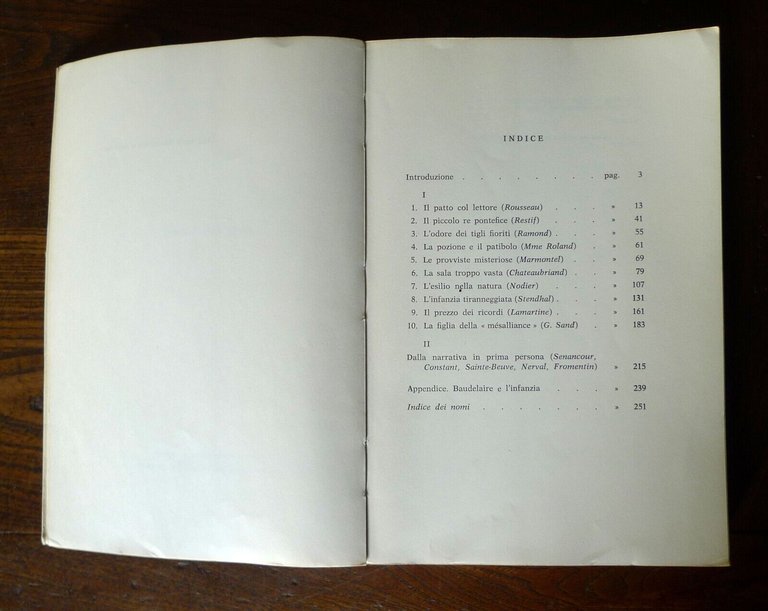 INDICE
Introduzione . . . . . . . . pag. 3
I
1. Il patto col lettore (Rousseau) . . . » 13
2. Il piccolo re pontefice (Restif) . . . » 41
3. L'odore dei tigli fioriti (Ramond) . . . » 55
4. La pozione e il patibolo (Mme Roland) . » 61
5. Le provviste misteriose (Marmontel) . . » 69
6. La sala troppo vasta (Chateaubriand) . . » 79
7. L'esilio nella natura (Nodier) . . . » 107
8. L'infanzia tiranneggiata (Stendhal) . . . » 131
9. Il prezzo dei ricordi (Lamartine) . . . » 161
10. La figlia della « mésalliance » (G. Sand) . » 183
II
Dalla narrativa in prima persona (Senancour,
Constant, Sainte-Beuve, Nerval, Fromentin) » 215
Appendice. Baudelaire e l'infanzia . . . » 239
Indice dei nomi . . . . . . . » 251